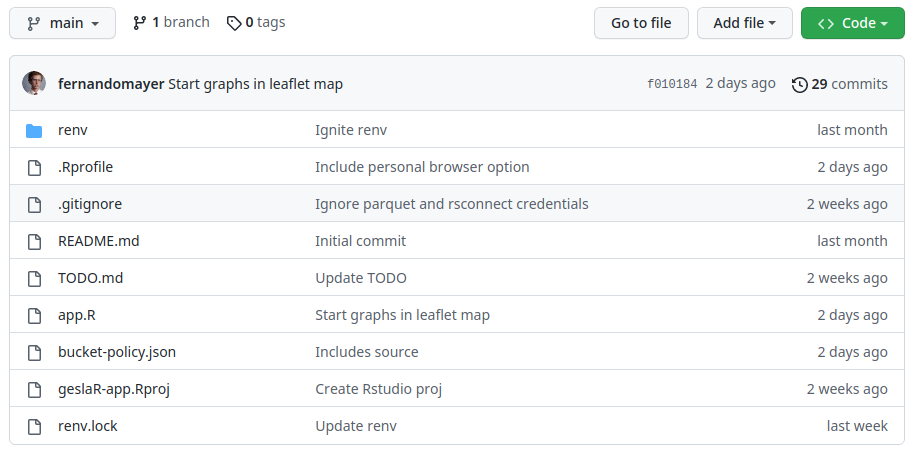 main 1 branch 0 tags Go to file Add file Code
fernandomayer Start graphs in leaflet map f010184 2 days ago 29 commits
renv Ignite renv last month
.Rprofile Include personal browser option 2 days ago
.gitignore Ignore parquet and rsconnect credentials 2 weeks ago
README.md Initial commit last month
TODO.md Update TODO 2 weeks ago
app.R Start graphs in leaflet map 2 days ago
bucket-policy.json Includes source 2 days ago
geslaR-app.Rproj Create Rstudio proj 2 weeks ago
renv.lock Update renv last week